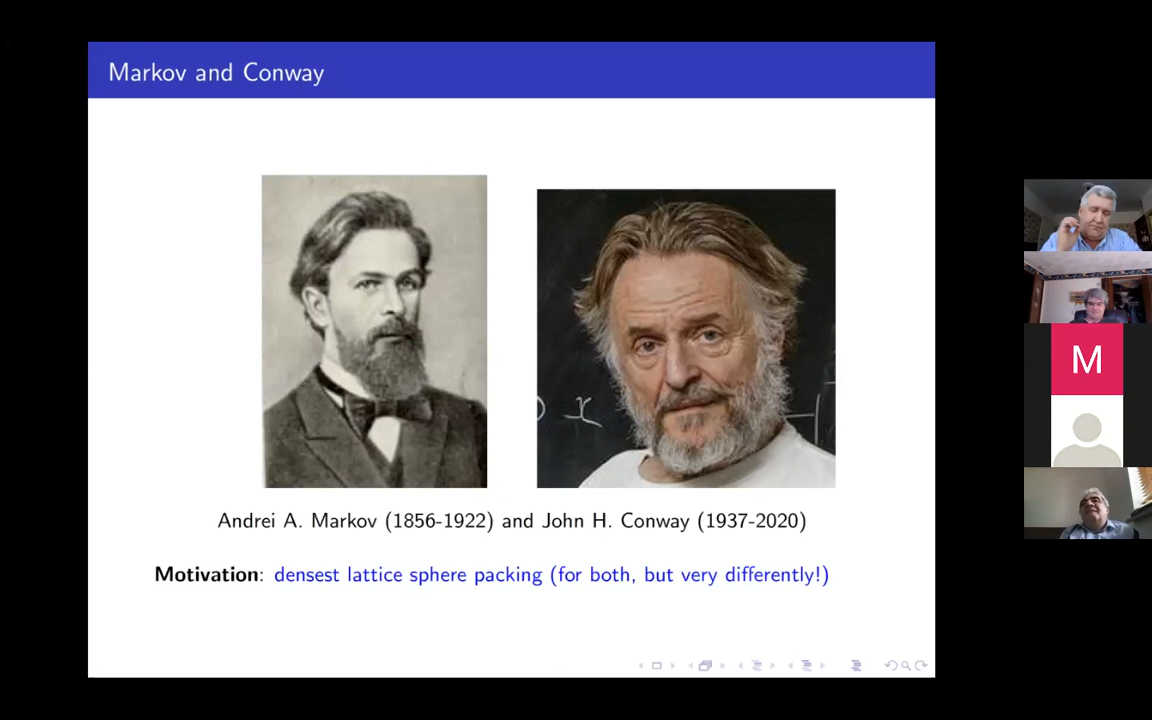 Markov and Conway
x
Andrei A. Markov (1856-1922) and John H. Conway (1937-2020)
Motivation: densest lattice sphere packing (for both, but very differently!)
M